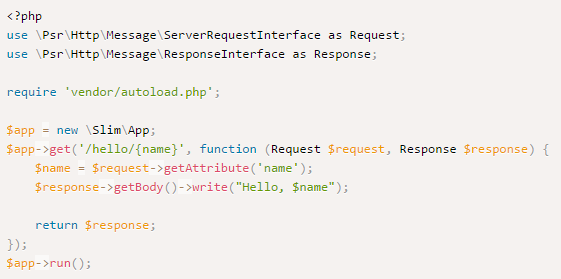 <?php
use \Psr\Http\Message\ServerRequestInterface as Request;
use \Psr\Http\Message\ResponseInterface as Response;

require 'vendor/autoload.php';

$app = new \Slim\App;
$app->get('/hello/{name}', function (Request $request, Response $response) {
    $name = $request->getAttribute('name');
    $response->getBody()->write("Hello, $name");

    return $response;
});
$app->run();